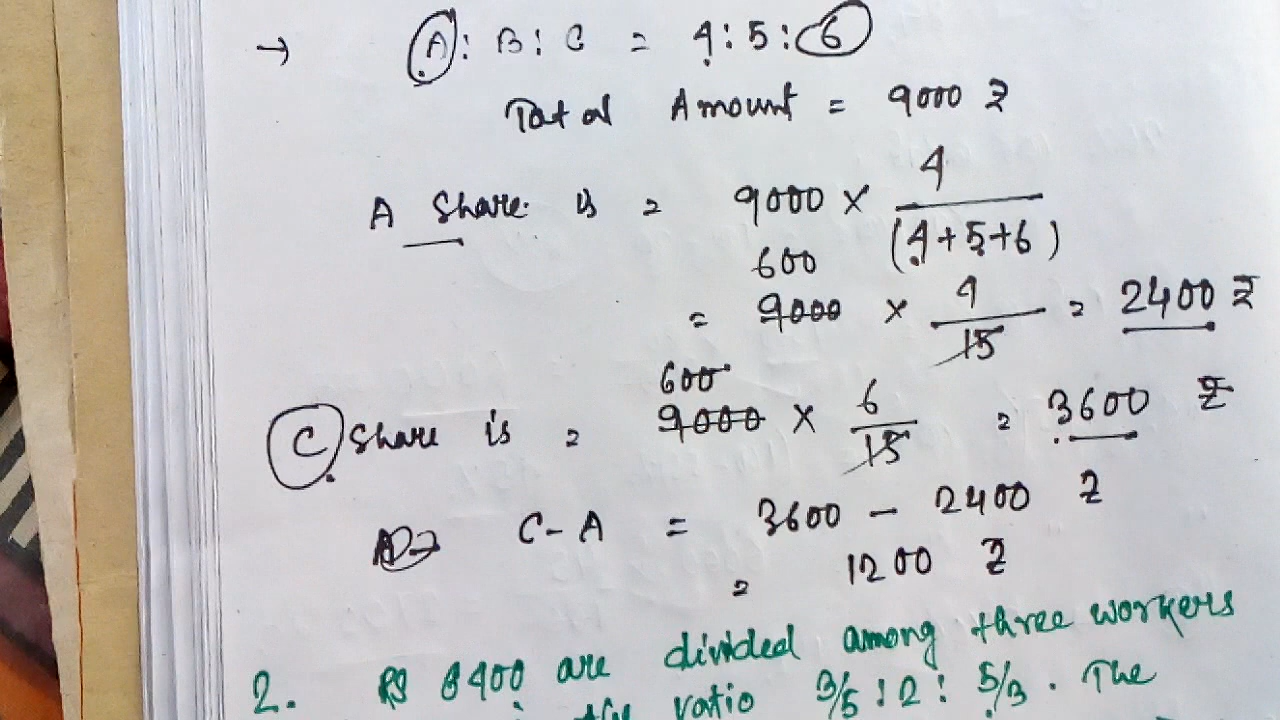 → A : B : C = 4 : 5 : 6
Total Amount = 9000 ₹
A Share is = 9000 × 4/(4+5+6)
600
= 9000 × 4/15 = 2400 ₹
600
C Share is = 9000 × 6/15 = 3600 ₹
C - A = 3600 - 2400 ₹
= 1200 ₹
2. RS 8400 are divided among three workers
ratio 3/5 : 2 : 5/3 . The